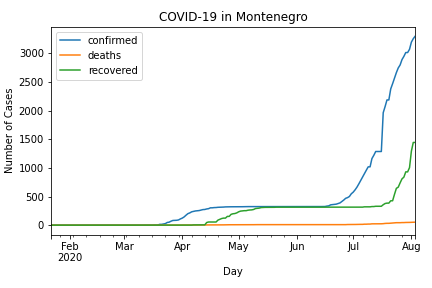 COVID-19 in Montenegro
confirmed
deaths
recovered
Number of Cases
3000
2500
2000
1500
1000
500
0
Feb
2020
Mar
Apr
May
Jun
Jul
Aug
Day